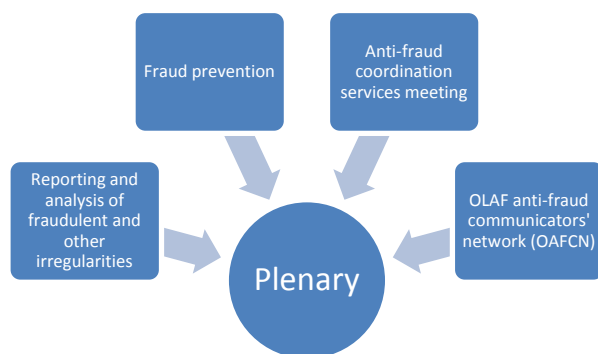 Fraud prevention
Anti-fraud
coordination
services meeting
Reporting and
analysis of
fraudulent and
other
irregularities
OLAF anti-fraud
communicators'
network (OAFCN)
Plenary